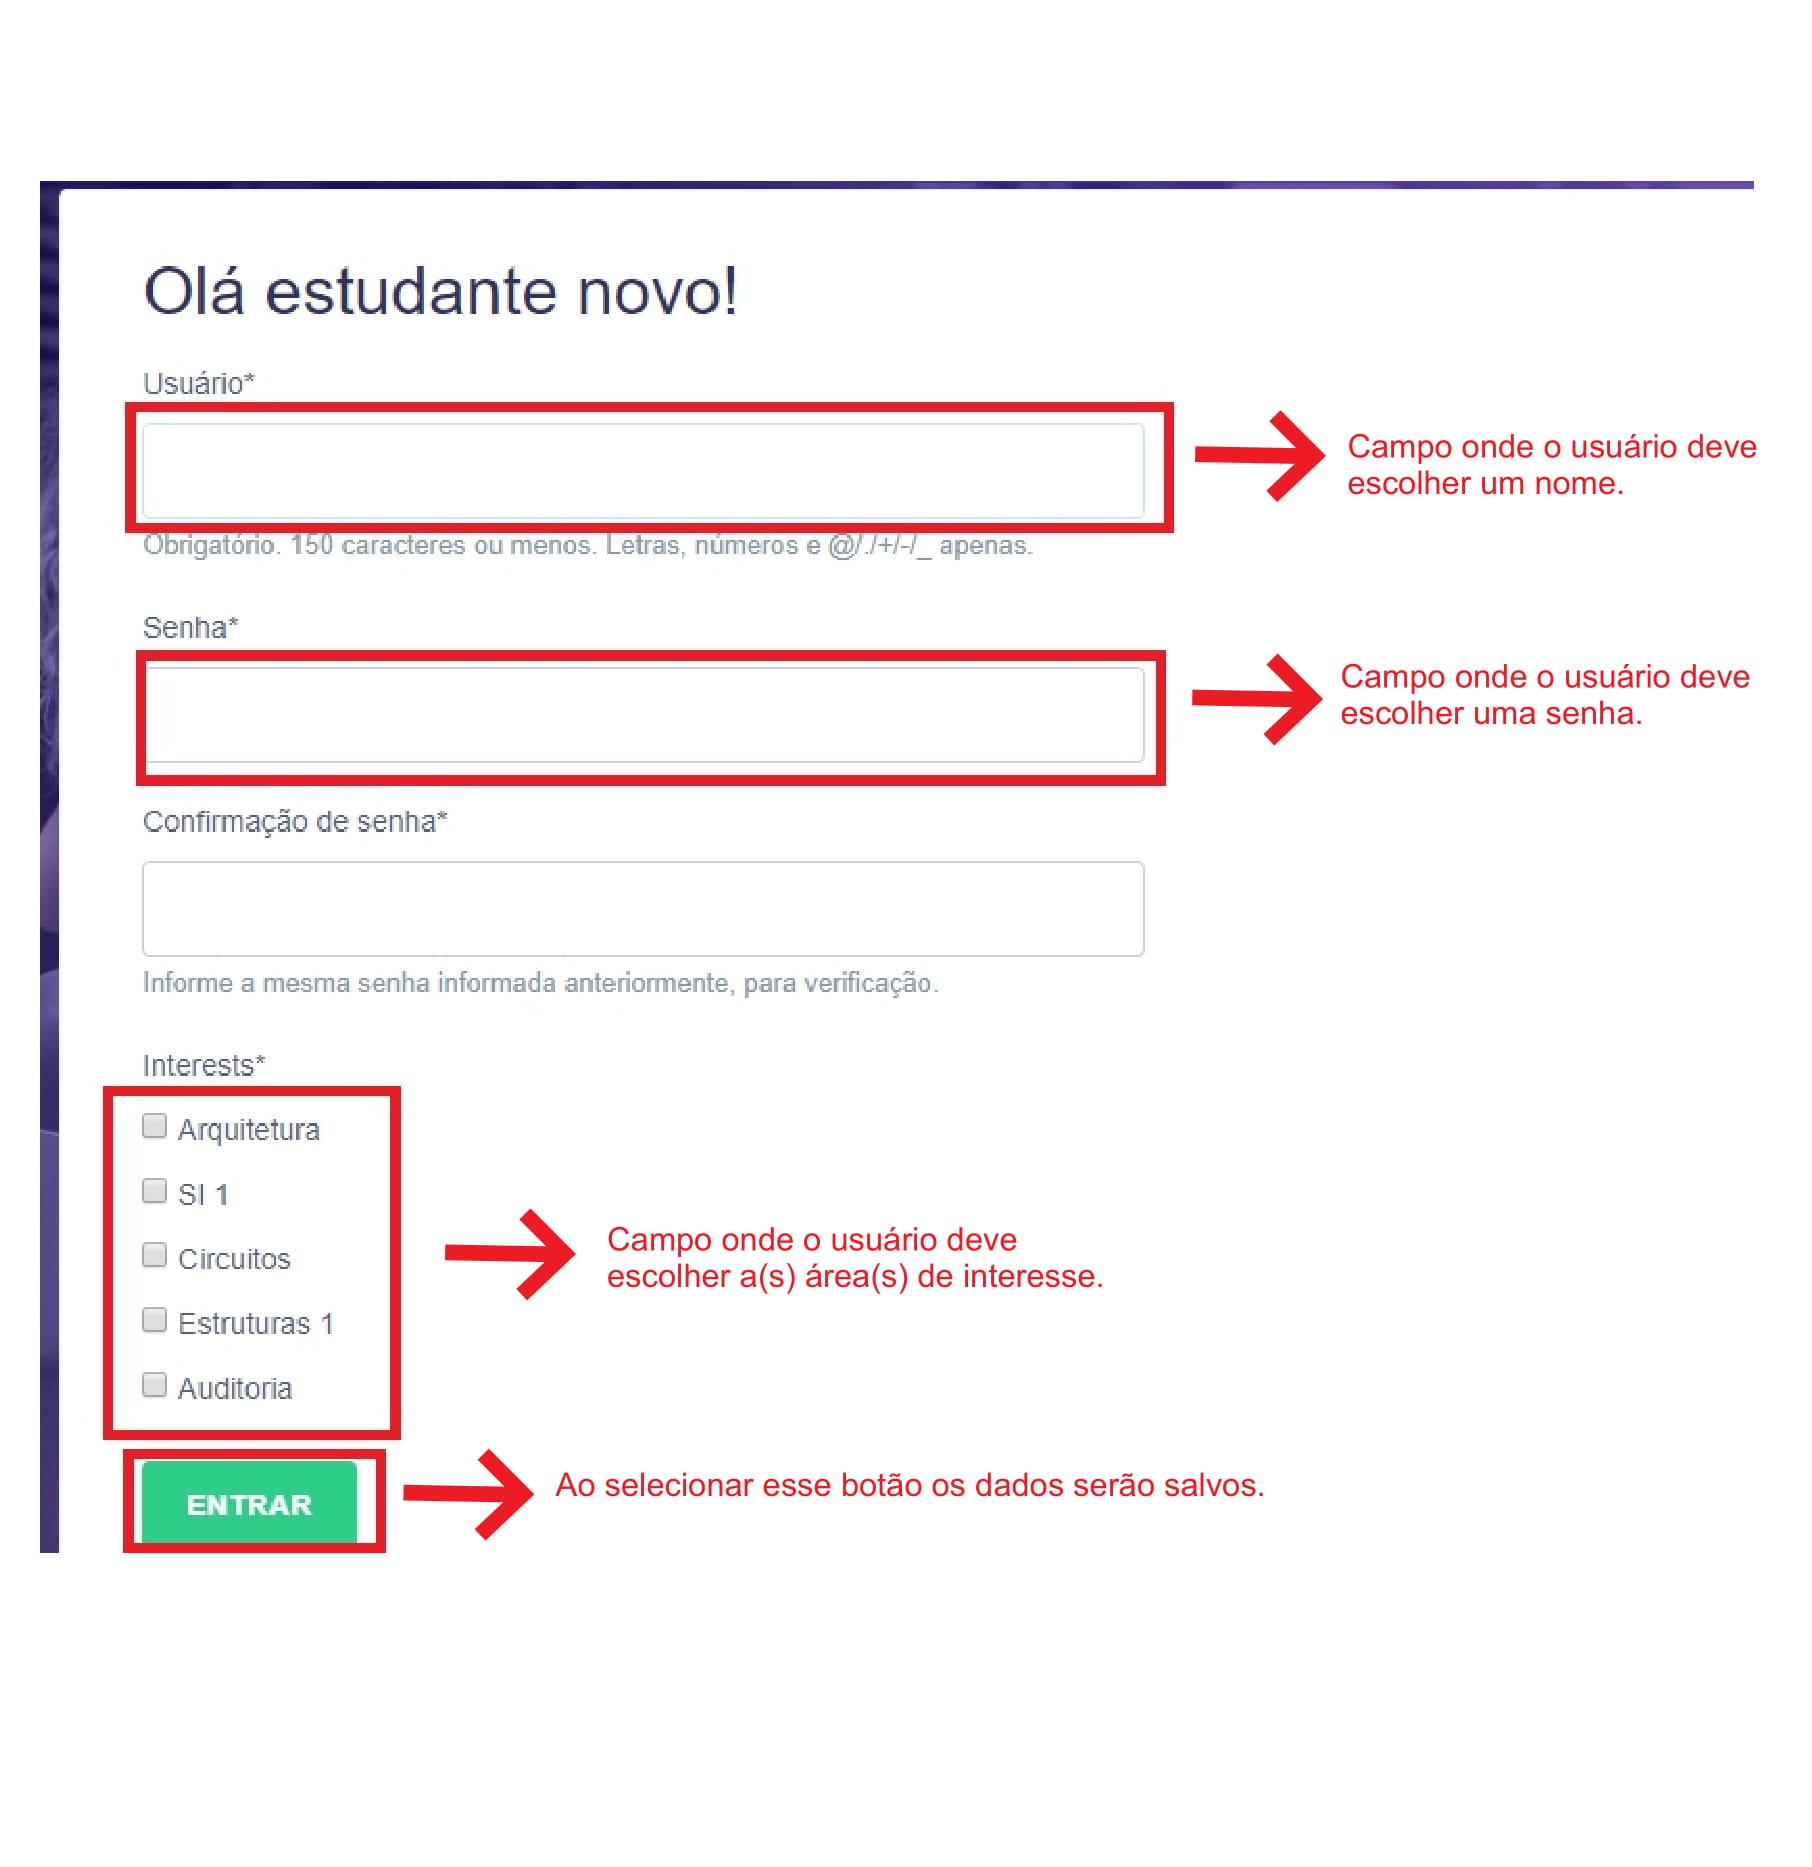 Olá estudante novo!
Usuário*
Campo onde o usuário deve
escolher um nome.
Obrigatório. 150 caracteres ou menos. Letras, números e @/./+/-/_ apenas.
Senha*
Campo onde o usuário deve
escolher uma senha.
Confirmação de senha*
Informe a mesma senha informada anteriormente, para verificação.
Interests*
Arquitetura
SI 1
Circuitos
Estruturas 1
Auditoria
Campo onde o usuário deve
escolher a(s) área(s) de interesse.
ENTRAR
Ao selecionar esse botão os dados serão salvos.